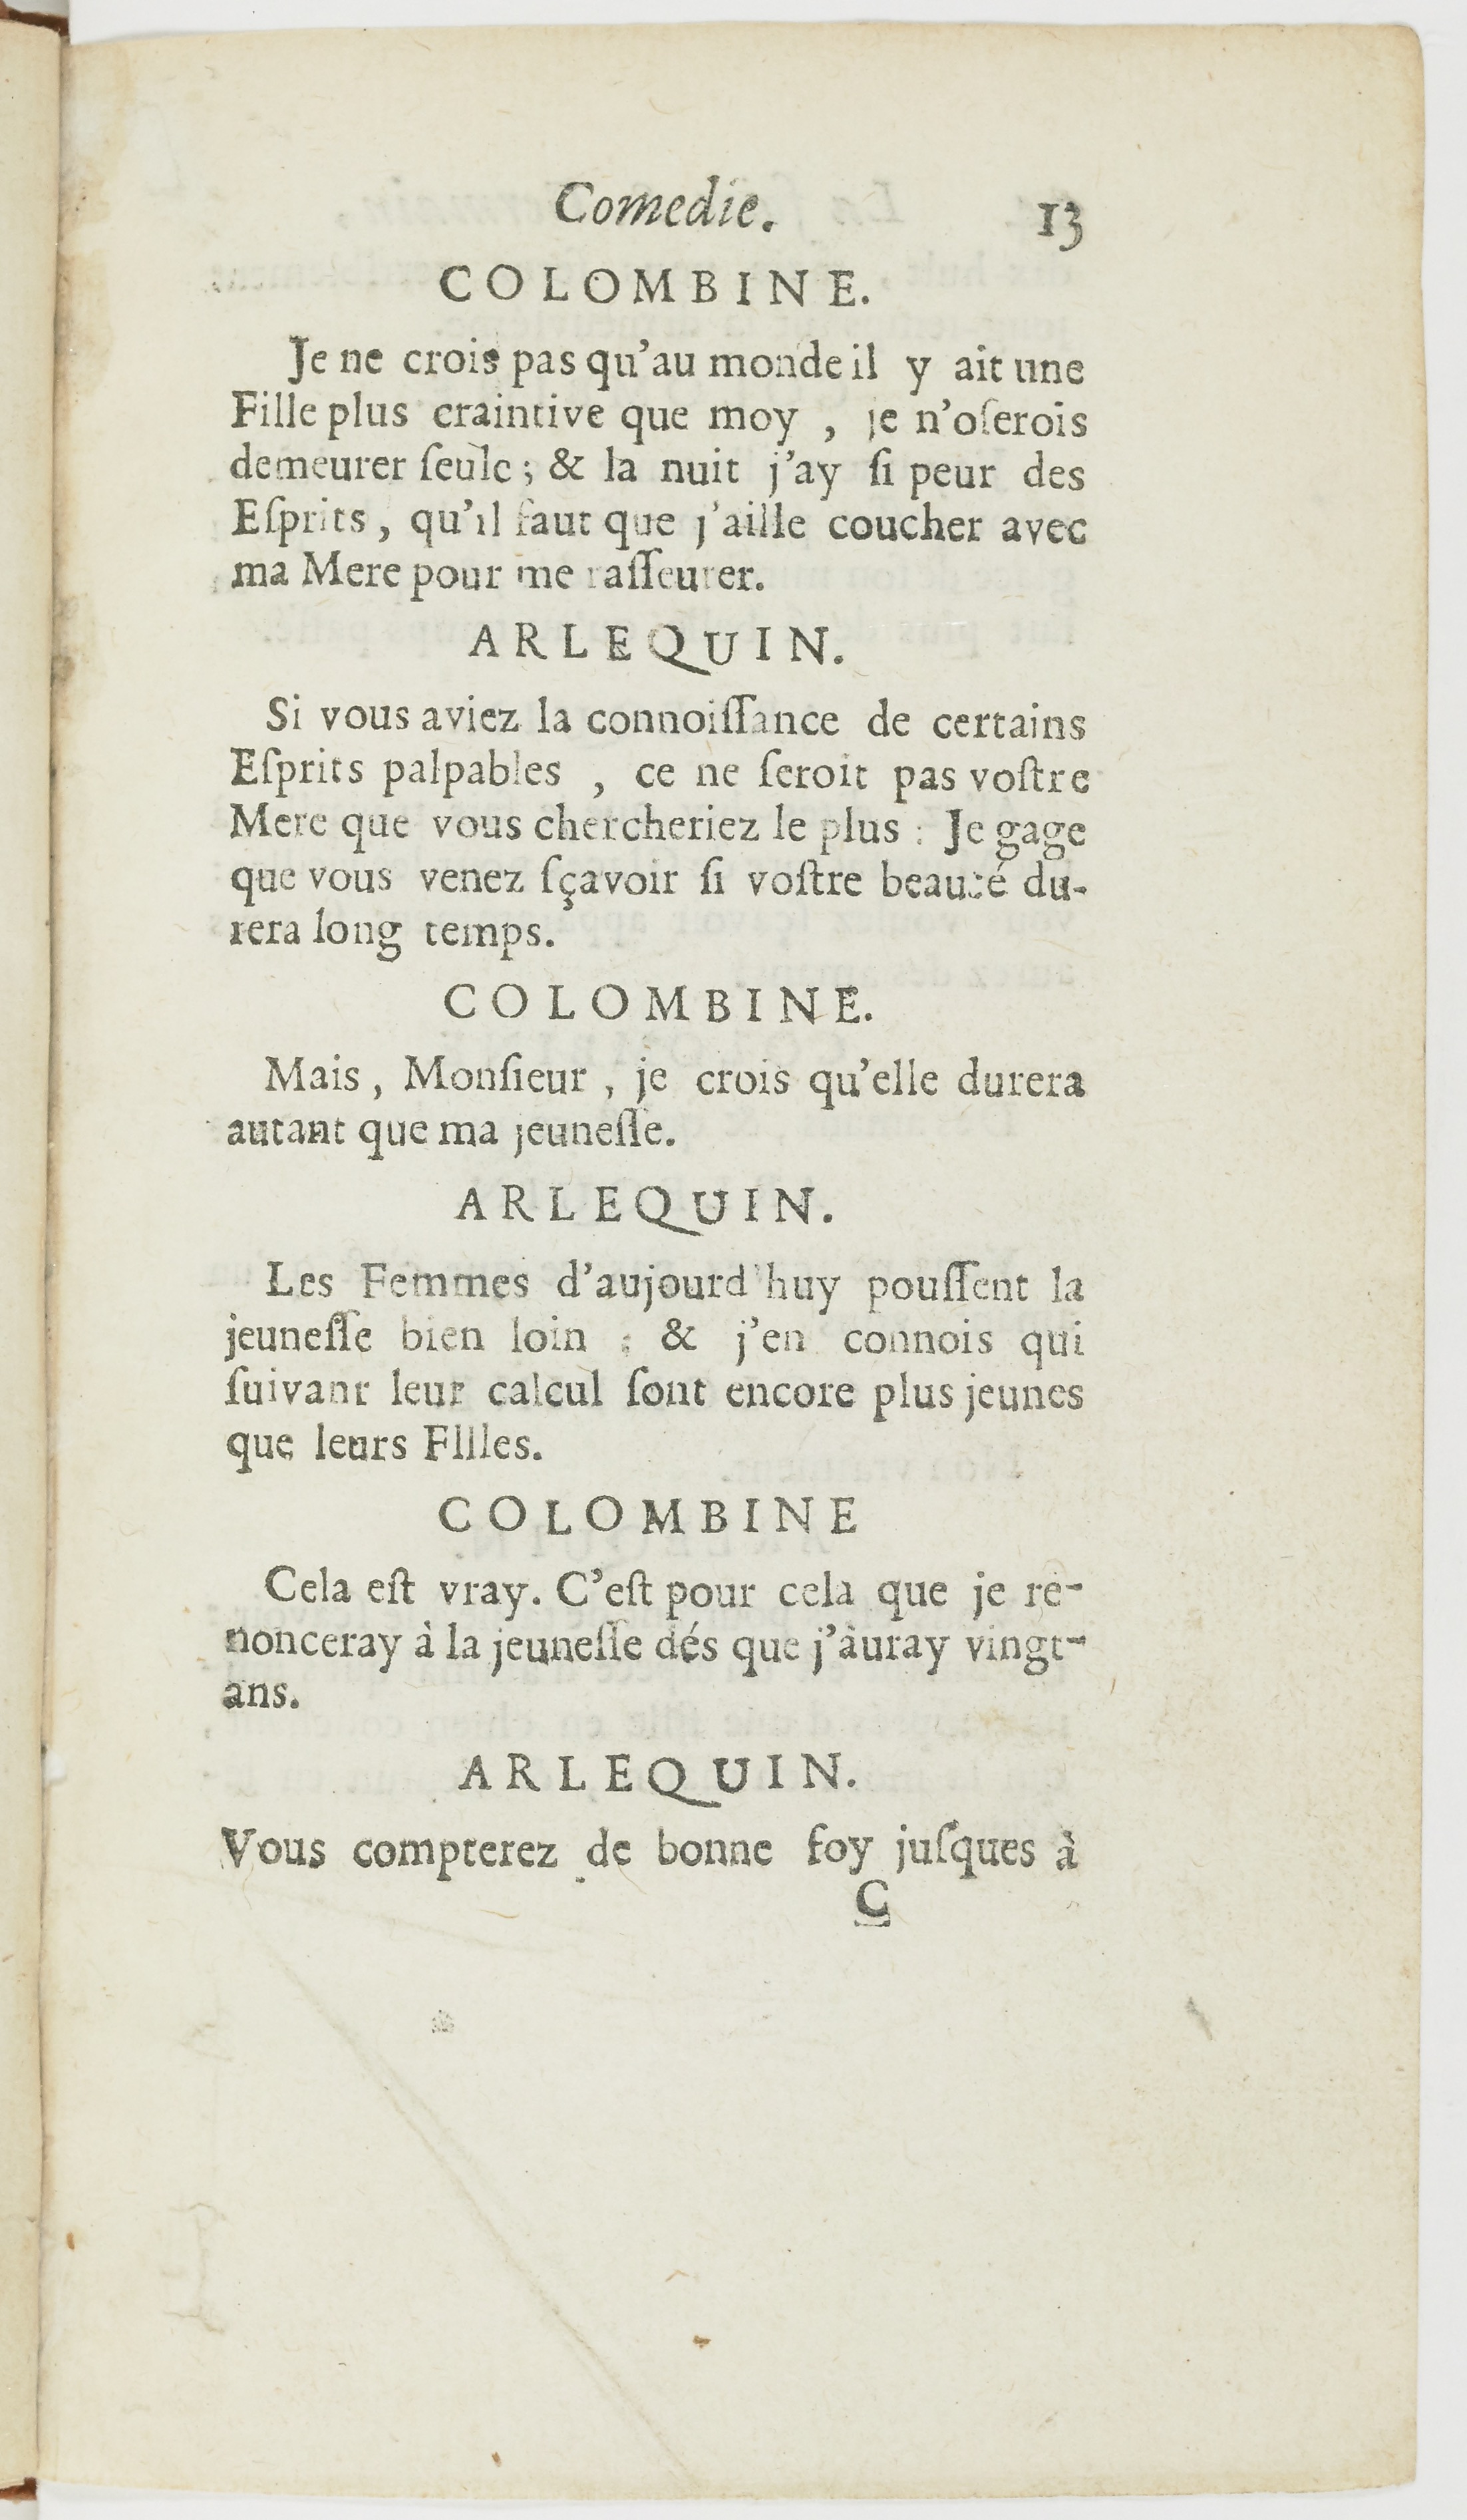 Comedie. 13
COLOMBINE.
Je ne crois pas qu'au monde il y ait une
Fille plus craintive que moy , je n'oſerois
demeurer ſeule ; & la nuit j'ay ſi peur des
Eſprits , qu'il faut que j'aille coucher avec
ma Mere pour me raſſeurer.
ARLEQUIN.
Si vous aviez la connoiſſance de certains
Eſprits palpables , ce ne ſeroit pas voſtre
Mere que vous chercheriez le plus : Je gage
que vous venez ſçavoir ſi voſtre beauté du-
rera long temps.
COLOMBINE.
Mais , Monſieur , je crois qu'elle durera
autant que ma jeuneſſe.
ARLEQUIN.
Les Femmes d'aujourd'huy pouſſent la
jeuneſſe bien loin ; & j'en connois qui
ſuivant leur calcul ſont encore plus jeunes
que leurs FIlles.
COLOMBINE
Cela eſt vray. C'eſt pour cela que je re-
nonceray à la jeuneſſe dés que j'auray vingt-
ans.
ARLEQUIN.
Vous compterez de bonne foy juſques à
C